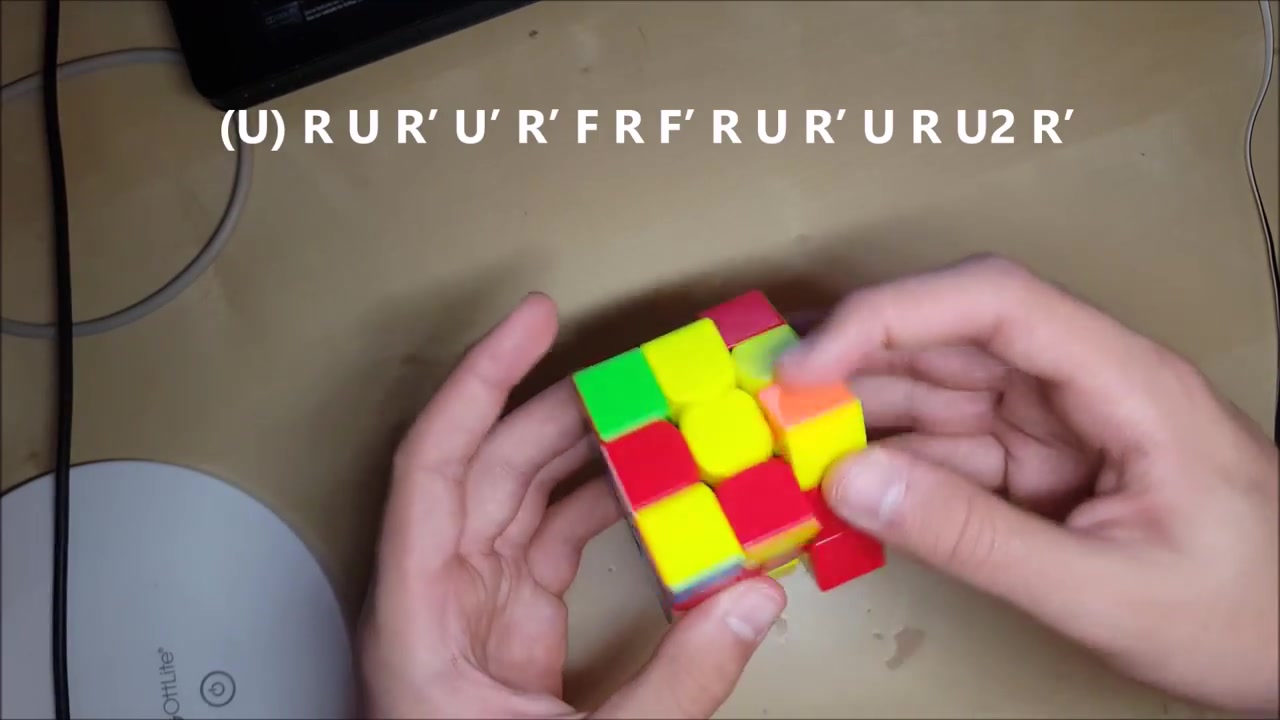 (U) R U R’ U’ R’ F R F’ R U R’ U R U2 R’
OttLite